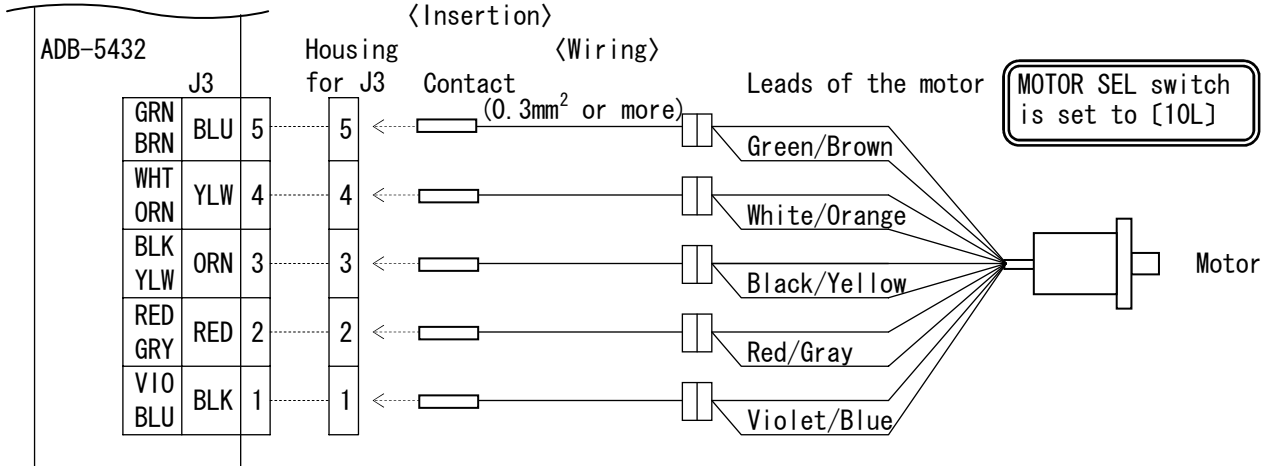 〈Insertion〉
ADB-5432
Housing
for J3
〈Wiring〉
J3
Contact
(0.3mm² or more)
Leads of the motor
MOTOR SEL switch
is set to [10L]
GRN
BRN
BLU
5
5
Green/Brown
WHT
ORN
YLW
4
4
White/Orange
BLK
YLW
ORN
3
3
Black/Yellow
Motor
RED
GRY
RED
2
2
Red/Gray
VIO
BLU
BLK
1
1
Violet/Blue